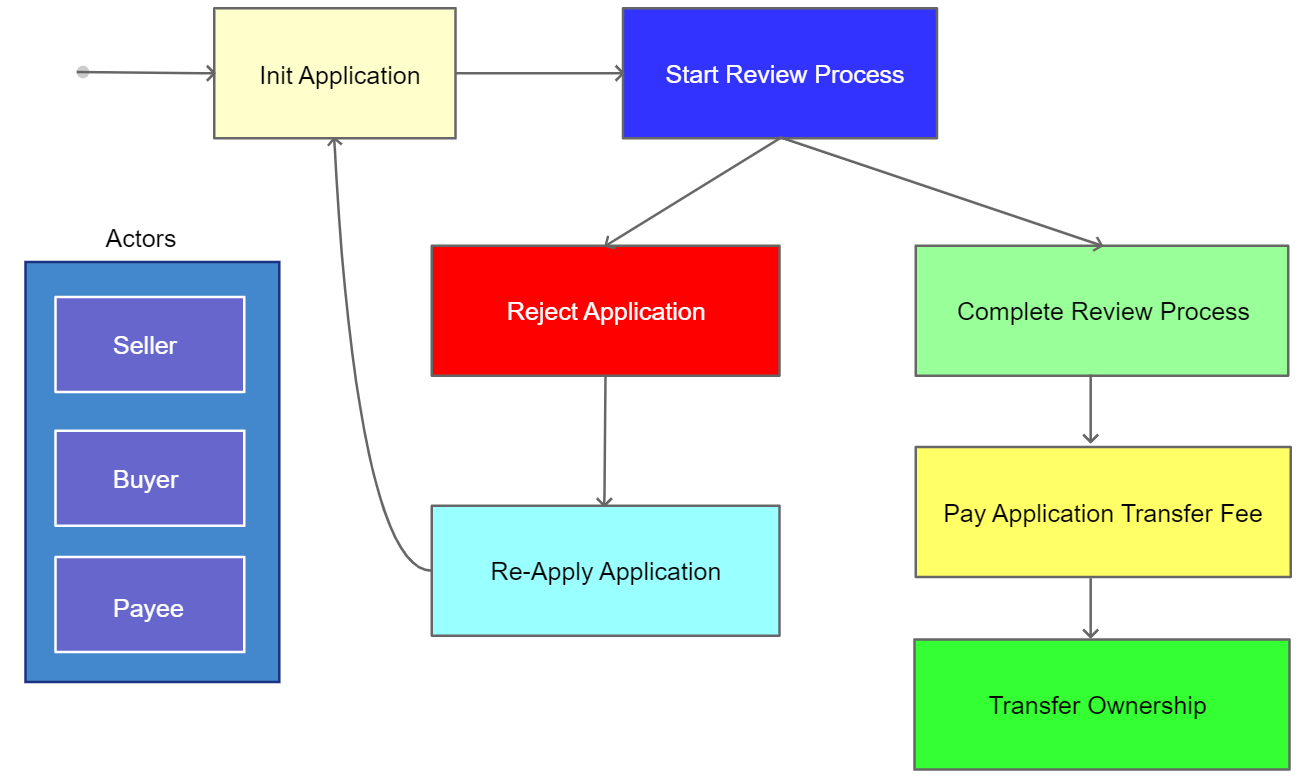 Init Application
Start Review Process
Actors
Seller
Buyer
Payee
Reject Application
Complete Review Process
Re-Apply Application
Pay Application Transfer Fee
Transfer Ownership